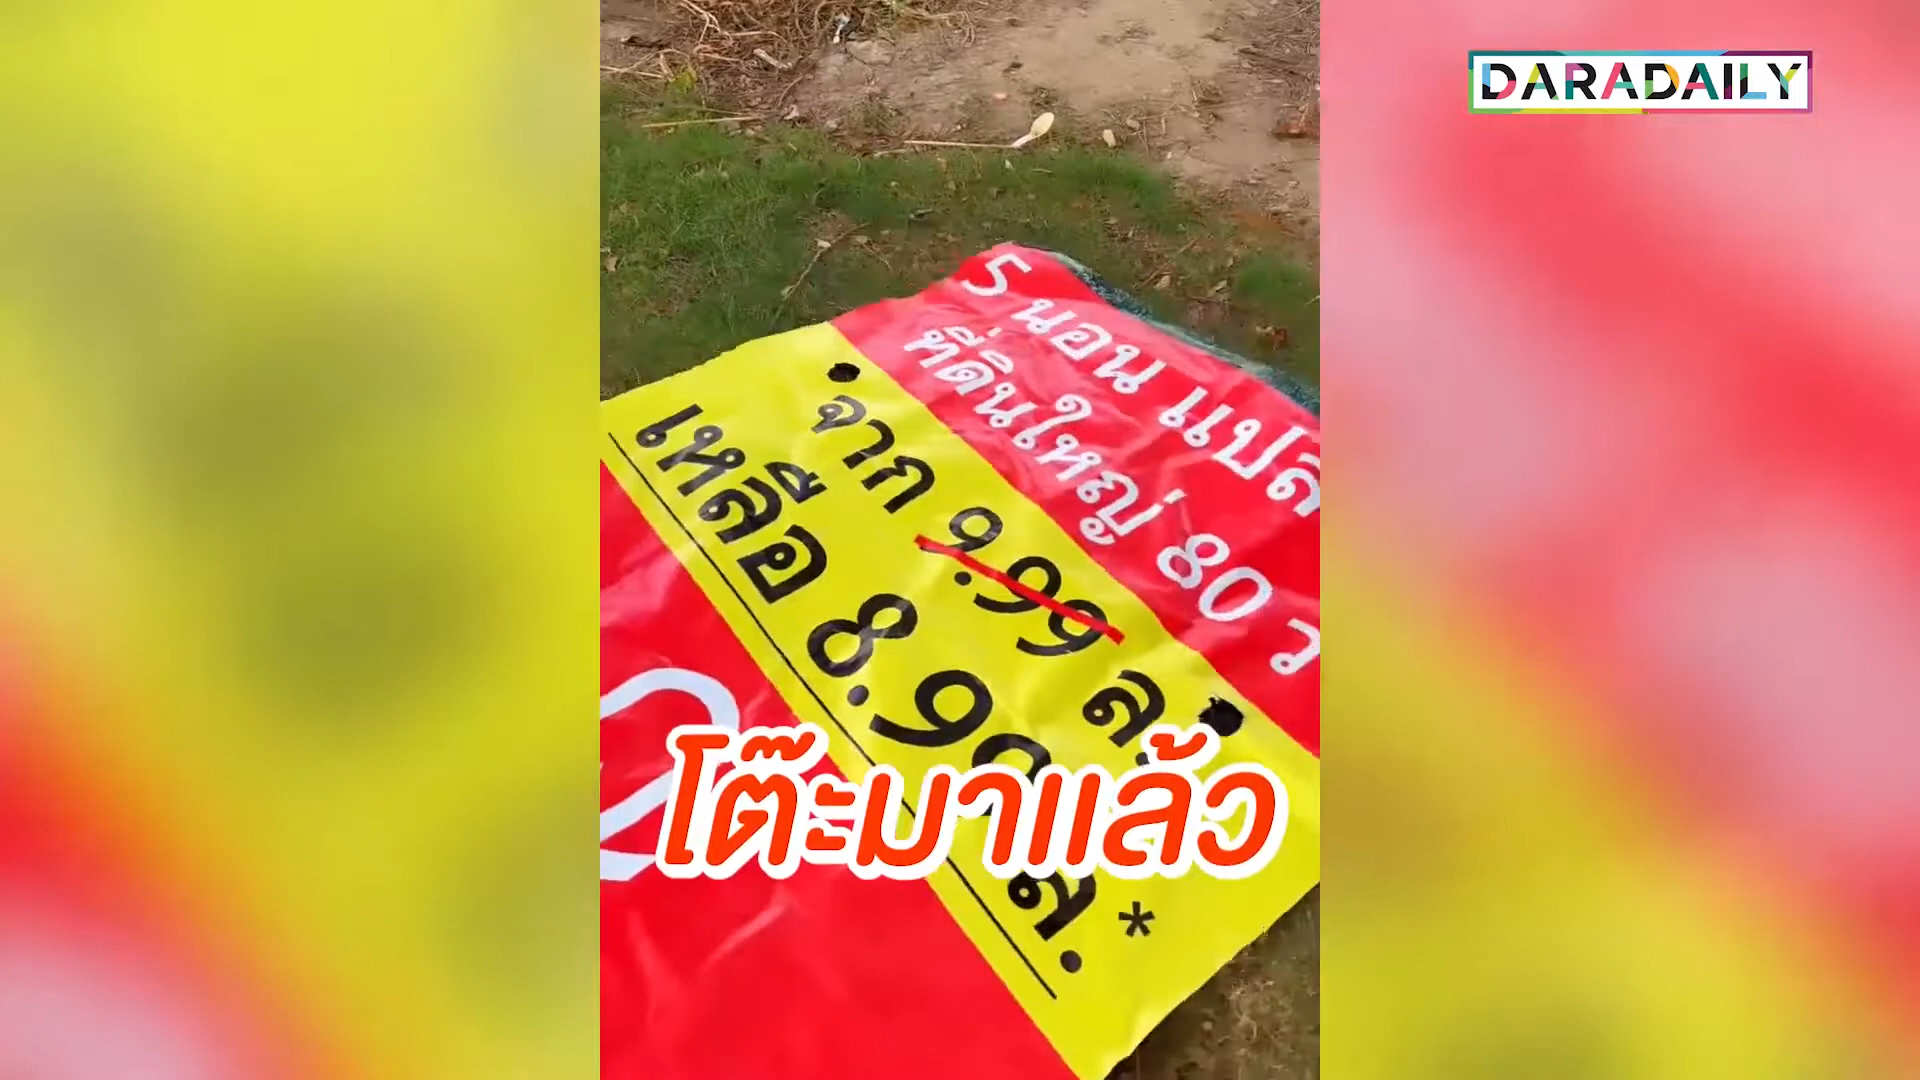 DARADAILY
5 นอน แปล
ที่ดินใหญ่ 80 ว
จาก 9.99 ล.
เหลือ 8.99 ล.*
โต๊ะมาแล้ว